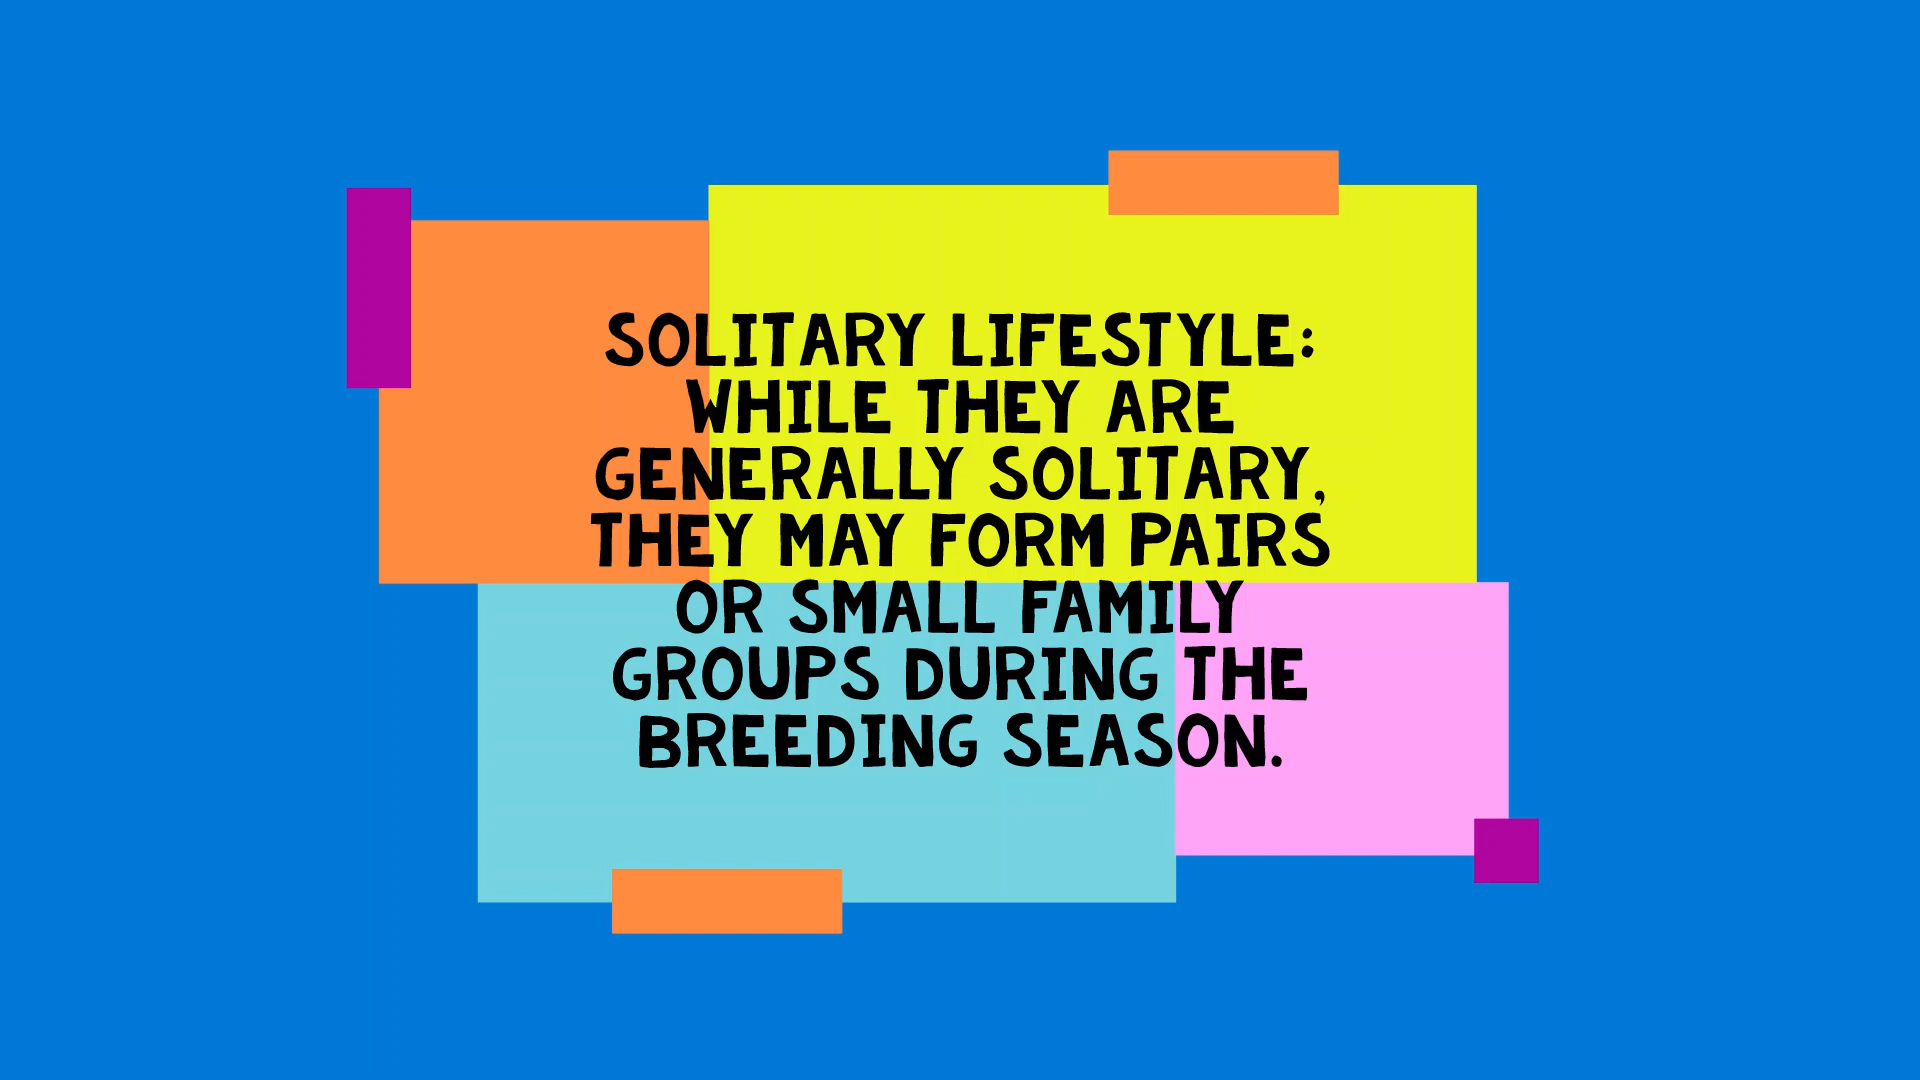 SOLITARY LIFESTYLE:
WHILE THEY ARE
GENERALLY SOLITARY,
THEY MAY FORM PAIRS
OR SMALL FAMILY
GROUPS DURING THE
BREEDING SEASON.